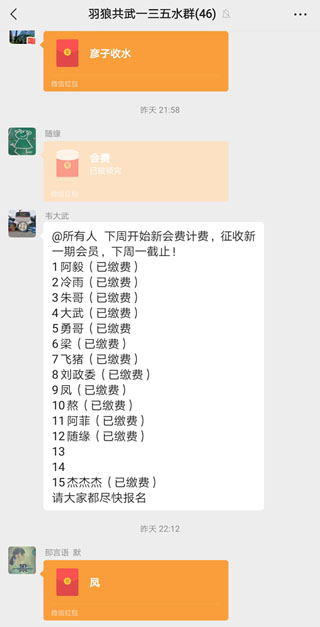 羽狼共武一三五水群(46)
彦子收水
微信红包
昨天 21:58
随缘
会费
已被领完
韦大武
@所有人 下周开始新会费计费，征收新
一期会员，下周一截止！
1 阿毅（已缴费）
2 冷雨（已缴费）
3 朱哥（已缴费）
4 大武（已缴费）
5 勇哥（已缴费
6 梁（已缴费）
7 飞猪（已缴费）
8 刘政委（已缴费）
9 凤（已缴费）
10 熬（已缴费）
11 阿菲（已缴费）
12 随缘（已缴费）
13
14
15 杰杰杰（已缴费）
请大家都尽快报名
昨天 22:12
邵言语 默
凤
微信红包